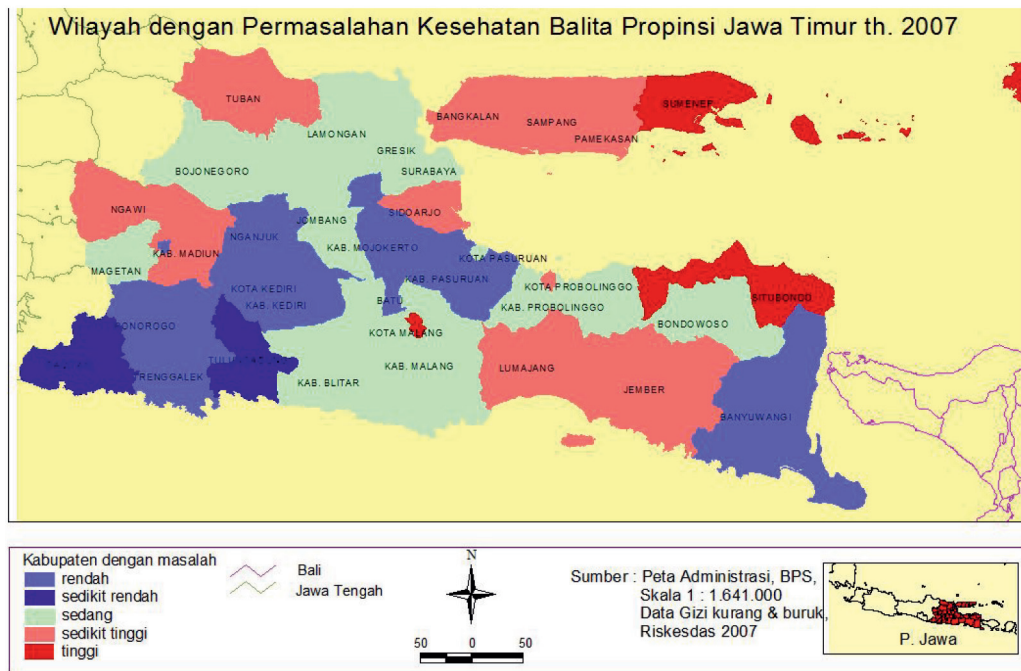 Wilayah dengan Permasalahan Kesehatan Balita Propinsi Jawa Timur th. 2007
TUBAN
SUMENEP
BANGKALAN
SAMPANG
LAMONGAN
PAMEKASAN
GRESIK
BOJONEGORO
SURABAYA
NGAWI
SIDOARJO
JOMBANG
NGANJUK
KAB. MOJOKERTO
KAB. MADIUN
KOTA PASURUAN
MAGETAN
KAB. PASURUAN
KOTA KEDIRI
KOTA PROBOLINGGO
SITUBONDO
BATU
KAB. KEDIRI
KAB. PROBOLINGGO
PONOROGO
KOTA MALANG
BONDOWOSO
KAB. MALANG
LUMAJANG
RENGGALEK
KAB. BLITAR
JEMBER
BANYUWANGI
Kabupaten dengan masalah
rendah
sedikit rendah
sedang
sedikit tinggi
tinggi
Bali
Jawa Tengah
N
50 0 50
Sumber : Peta Administrasi, BPS,
Skala 1 : 1.641.000
Data Gizi kurang & buruk,
Riskesdas 2007
P. Jawa